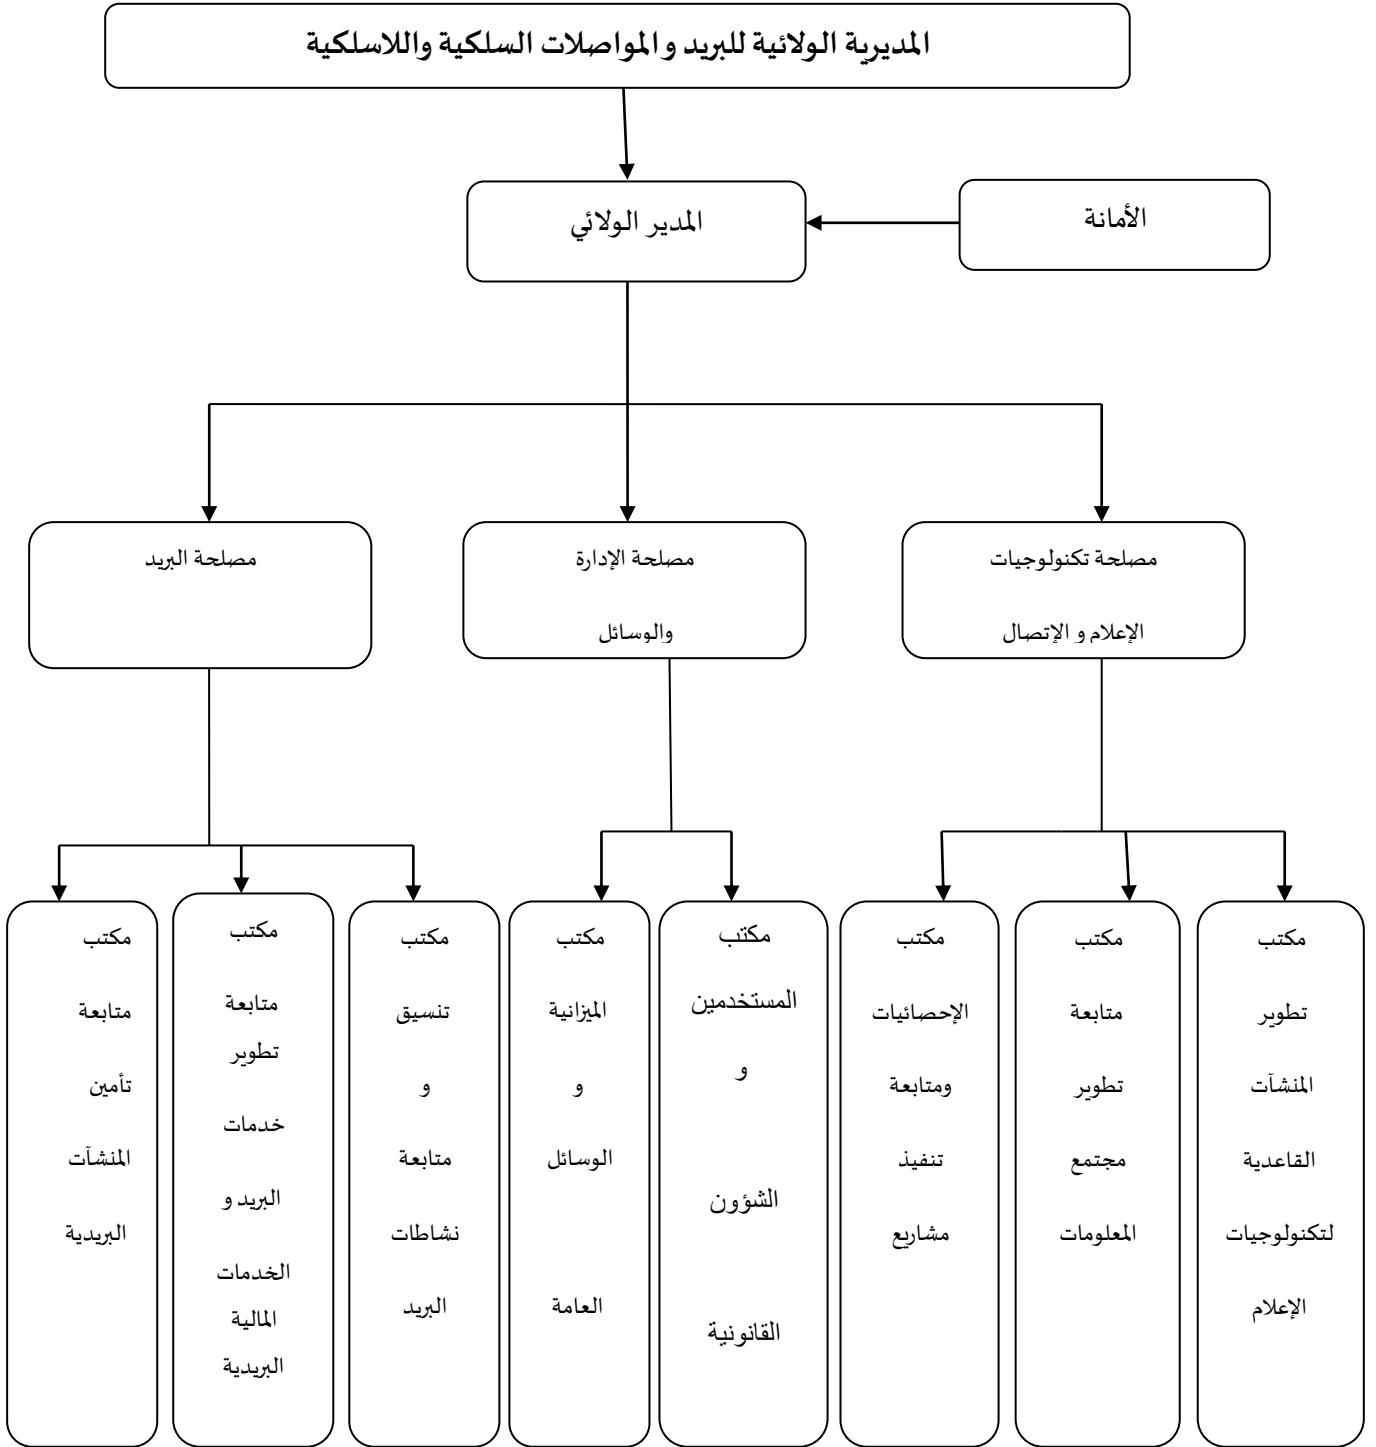 المديرية الولائية للبريد و المواصلات السلكية واللاسلكية
الأمانة
المدير الولائي
مصلحة تكنولوجيات
الإعلام و الإتصال
مصلحة الإدارة
والوسائل
مصلحة البريد
مكتب
تطوير
المنشآت
القاعدية
لتكنولوجيات
الإعلام
مكتب
متابعة
تطوير
مجتمع
المعلومات
مكتب
الإحصائيات
ومتابعة
تنفيذ
مشاريع
مكتب
المستخدمين
و
الشؤون
القانونية
مكتب
الميزانية
و
الوسائل
العامة
مكتب
تنسيق
و
متابعة
نشاطات
البريد
مكتب
متابعة
تطوير
خدمات
البريد و
الخدمات
المالية
البريدية
مكتب
متابعة
تأمين
المنشآت
البريدية